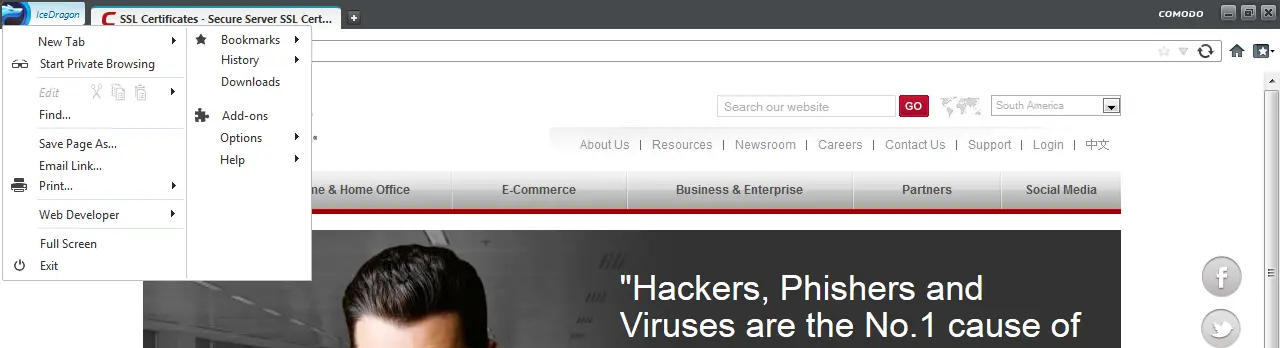 IceDragon
SSL Certificates - Secure Server SSL Cert...
COMODO
New Tab
Start Private Browsing
Edit
Find...
Save Page As...
Email Link...
Print...
Web Developer
Full Screen
Exit
Bookmarks
History
Downloads
Add-ons
Options
Help
Search our website
GO
South America
About Us | Resources | Newsroom | Careers | Contact Us | Support | Login | 中文
& Home Office
E-Commerce
Business & Enterprise
Partners
Social Media
"Hackers, Phishers and
Viruses are the No.1 cause of